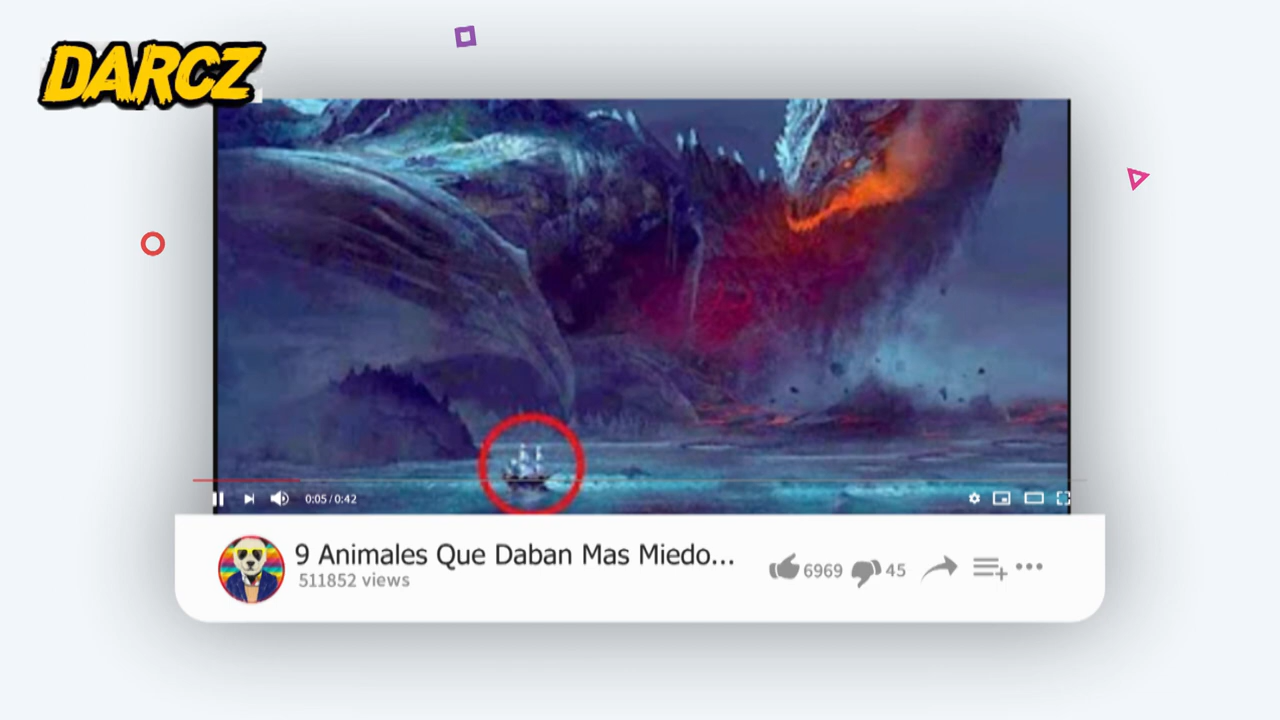 DARCZ
0:05 / 0:42
9 Animales Que Daban Mas Miedo...
511852 views
6969
45